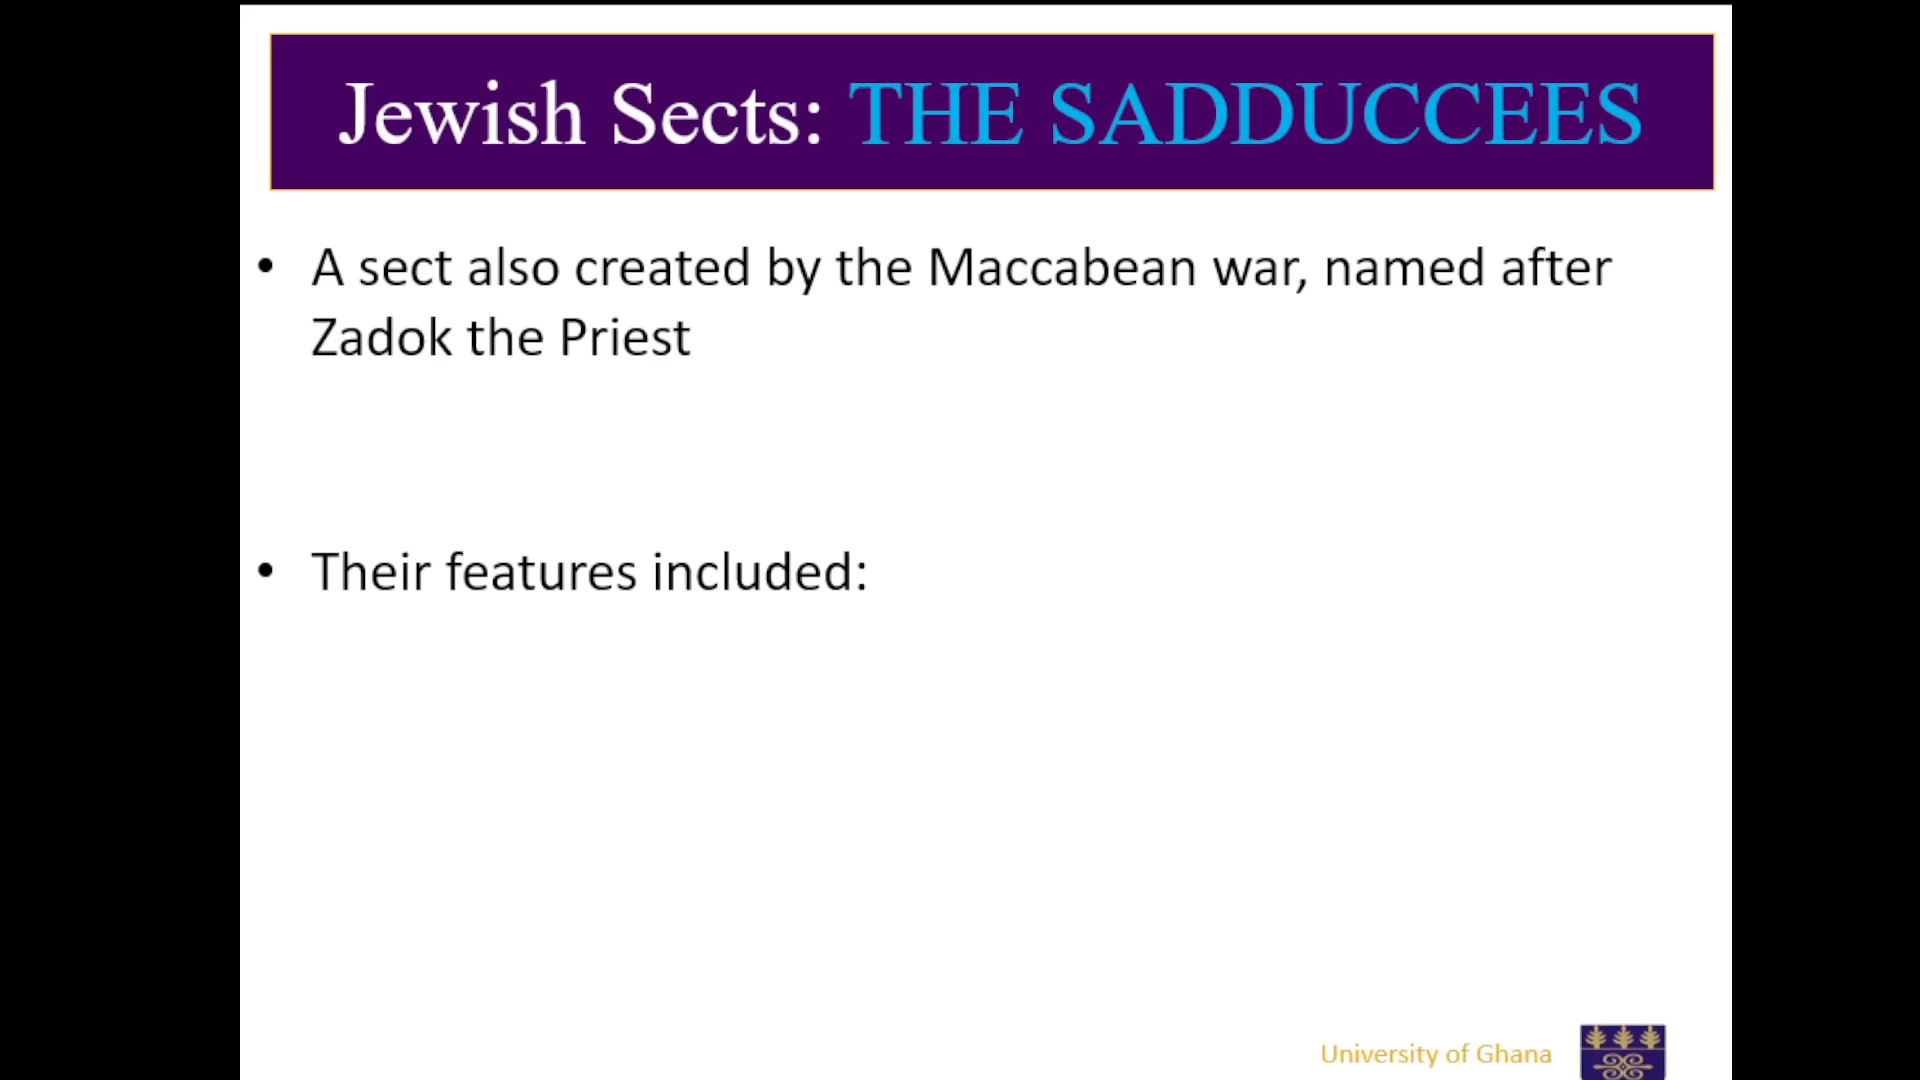 Jewish Sects: THE SADDUCCEES
• A sect also created by the Maccabean war, named after
Zadok the Priest
• Their features included:
University of Ghana